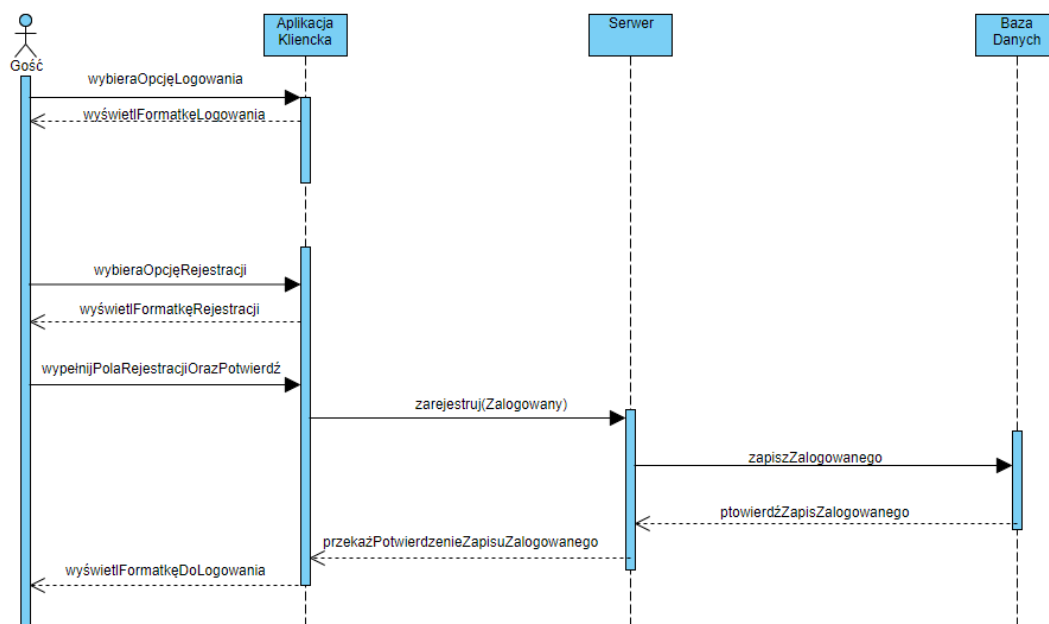 Gość
Aplikacja
Kliencka
Serwer
Baza
Danych
wybieraOpcjęLogowania
wyświetlFormatkęLogowania
wybieraOpcjęRejestracji
wyświetlFormatkęRejestracji
wypełnijPolaRejestracjiOrazPotwierdź
zarejestruj(Zalogowany)
zapiszZalogowanego
ptowierdźZapisZalogowanego
przekażPotwierdzenieZapisuZalogowanego
wyświetlFormatkęDoLogowania